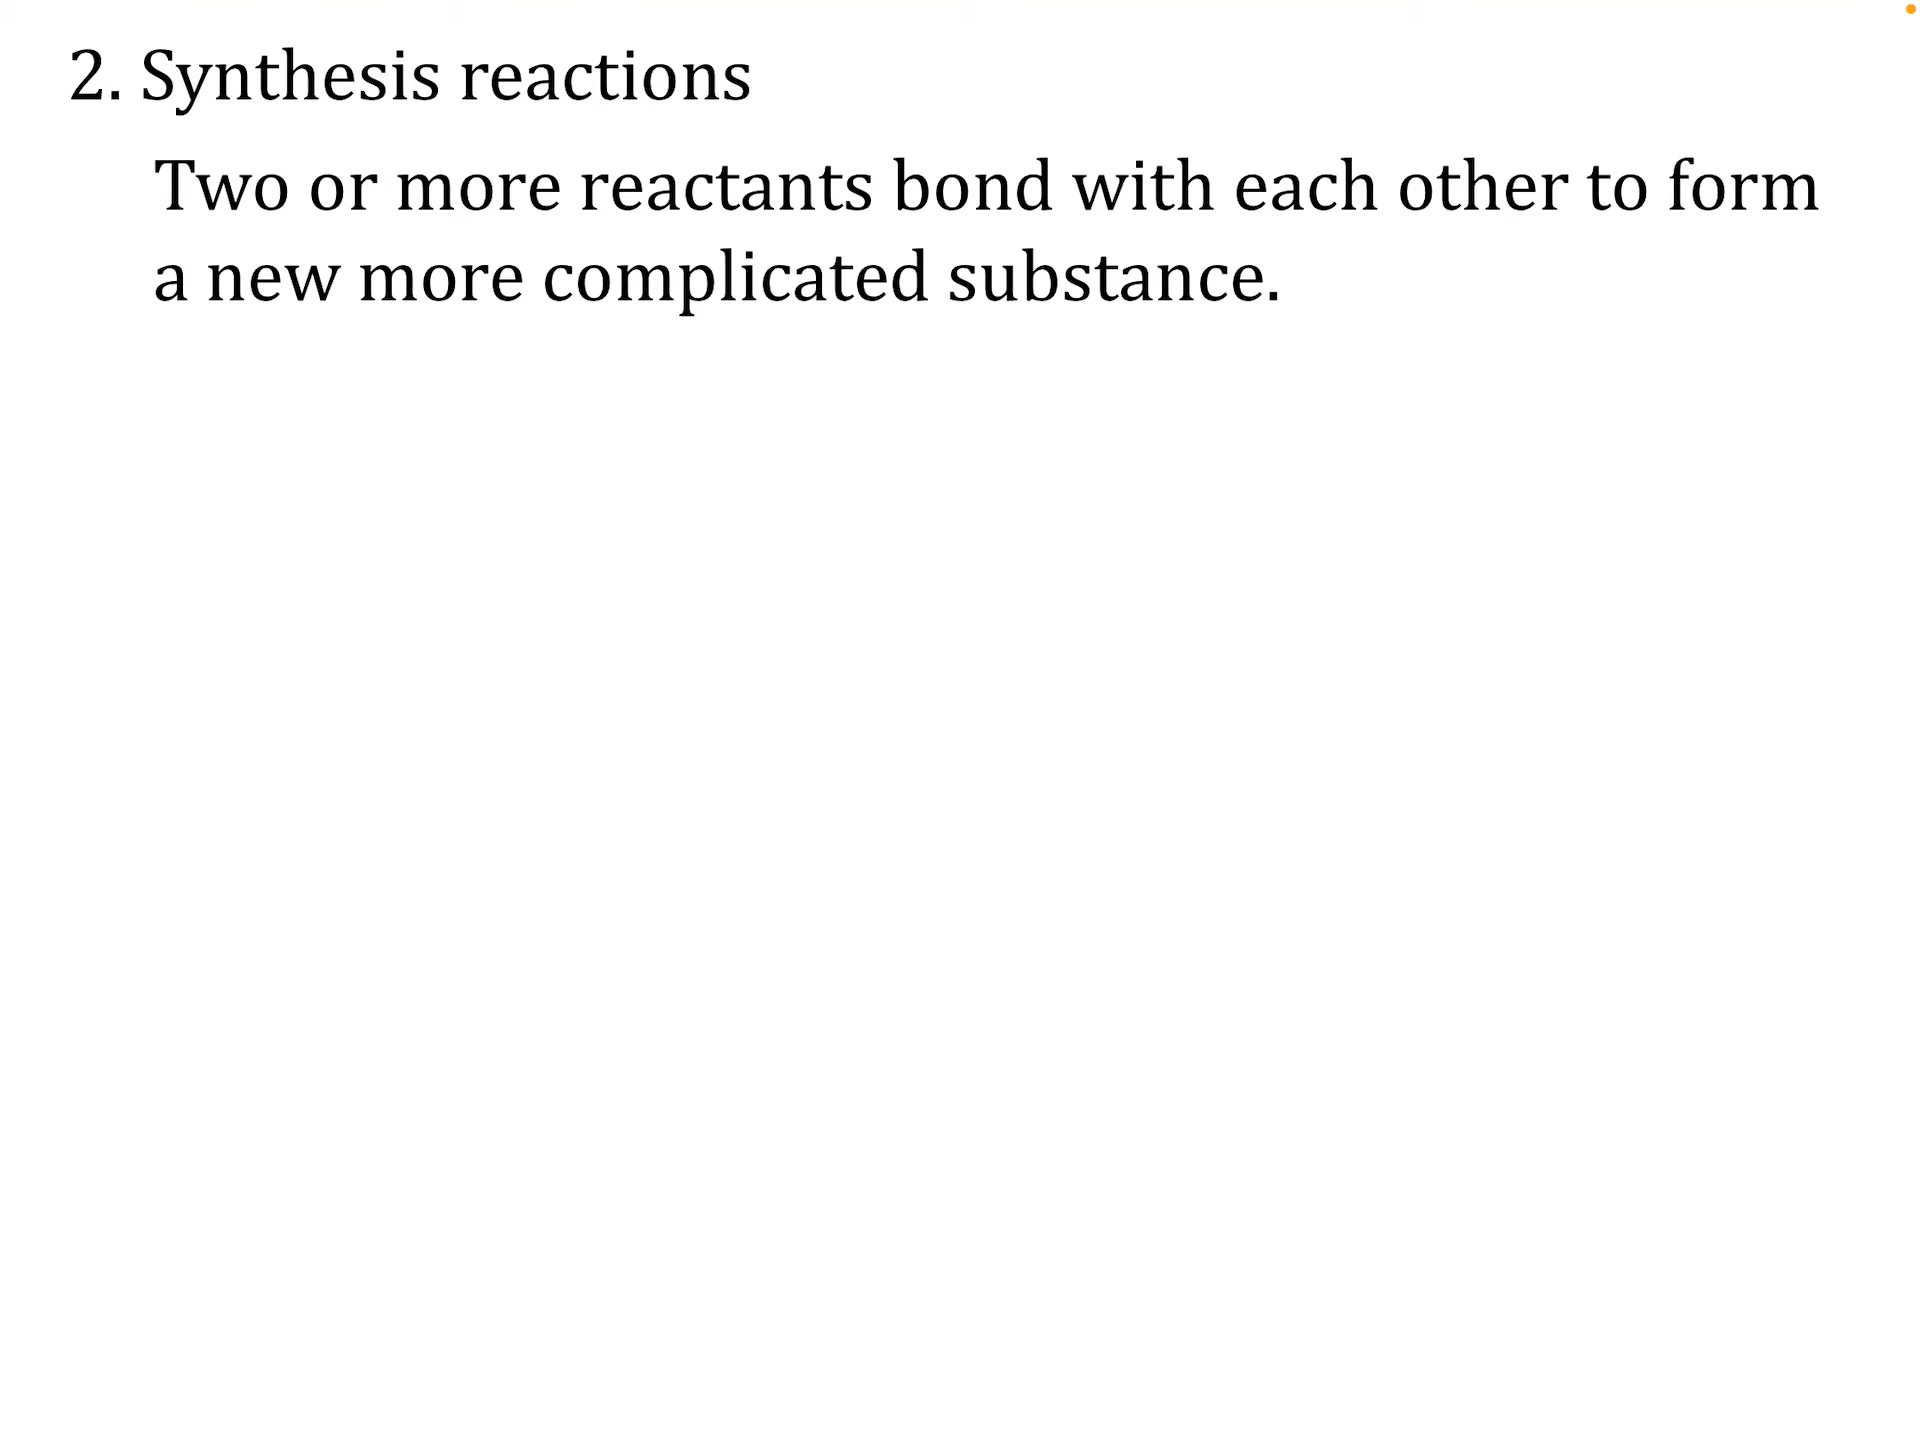 2. Synthesis reactions
Two or more reactants bond with each other to form
a new more complicated substance.